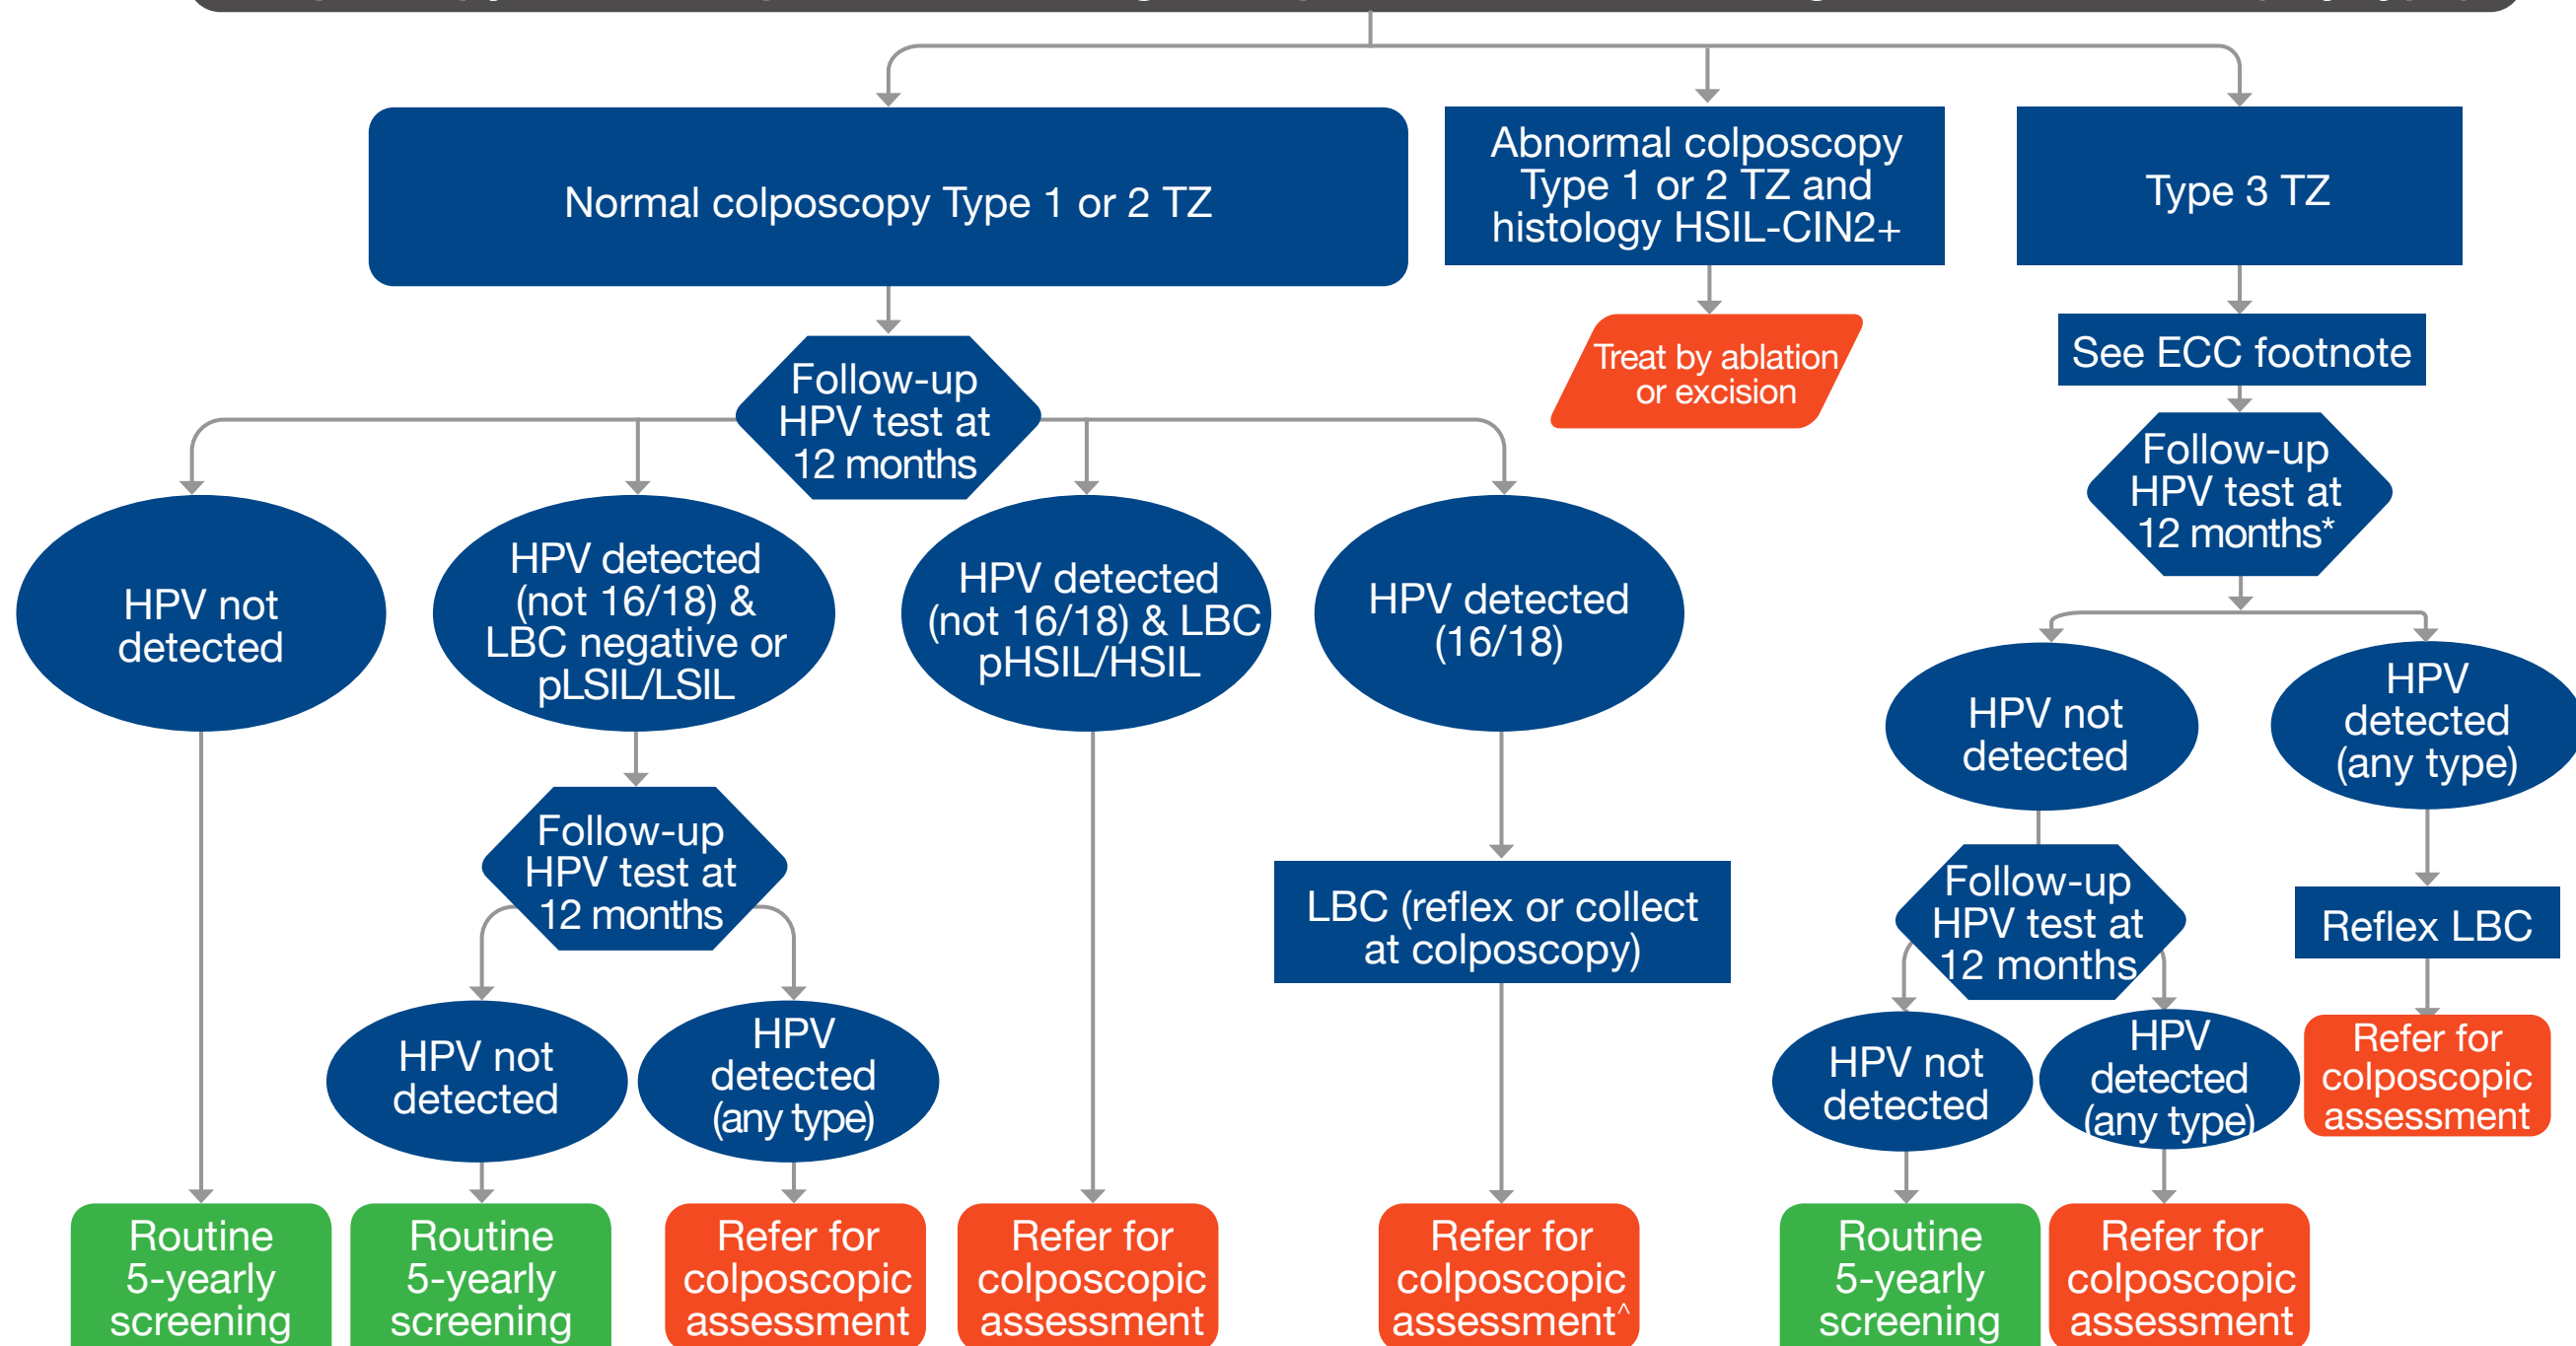 Normal colposcopy Type 1 or 2 TZ
Abnormal colposcopy
Type 1 or 2 TZ and
histology HSIL-CIN2+
Type 3 TZ
Treat by ablation
or excision
See ECC footnote
Follow-up
HPV test at
12 months
Follow-up
HPV test at
12 months*
HPV not
detected
HPV detected
(not 16/18) &
LBC negative or
pLSIL/LSIL
HPV detected
(not 16/18) & LBC
pHSIL/HSIL
HPV detected
(16/18)
HPV not
detected
HPV
detected
(any type)
Follow-up
HPV test at
12 months
LBC (reflex or collect
at colposcopy)
Follow-up
HPV test at
12 months
Reflex LBC
HPV not
detected
HPV
detected
(any type)
HPV not
detected
HPV
detected
(any type)
Refer for
colposcopic
assessment
Routine
5-yearly
screening
Routine
5-yearly
screening
Refer for
colposcopic
assessment
Refer for
colposcopic
assessment
Refer for
colposcopic
assessment^
Routine
5-yearly
screening
Refer for
colposcopic
assessment